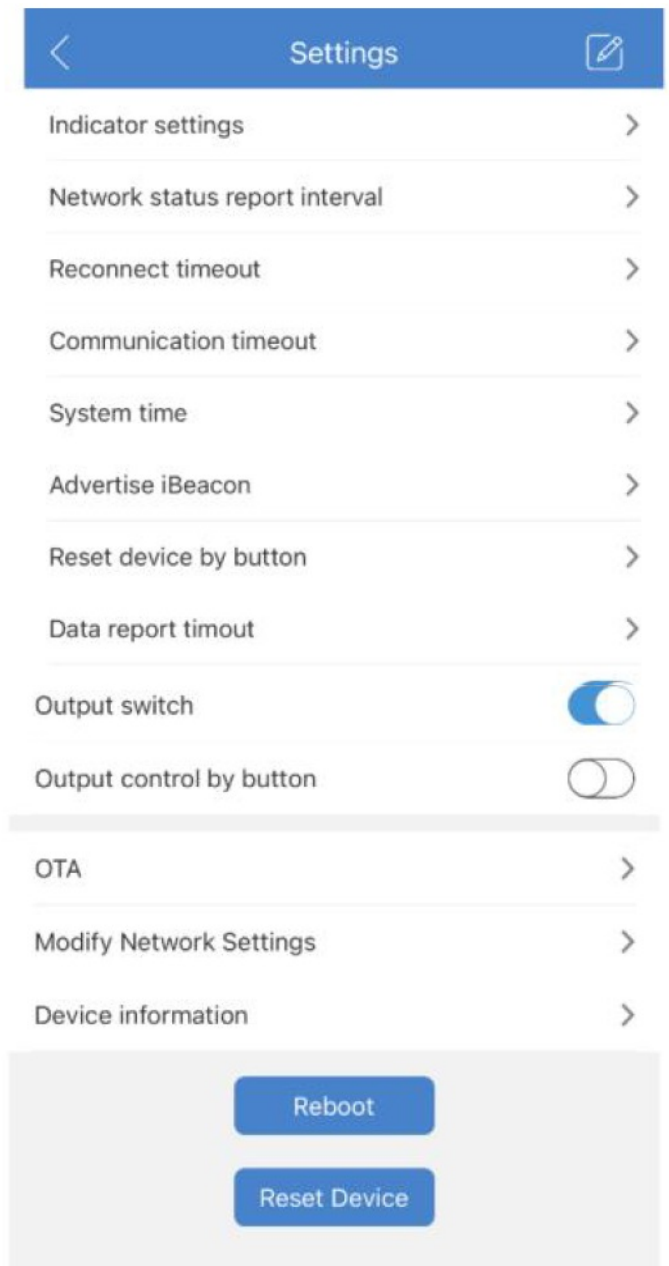 Settings
Indicator settings
Network status report interval
Reconnect timeout
Communication timeout
System time
Advertise iBeacon
Reset device by button
Data report timout
Output switch
Output control by button
OTA
Modify Network Settings
Device information
Reboot
Reset Device